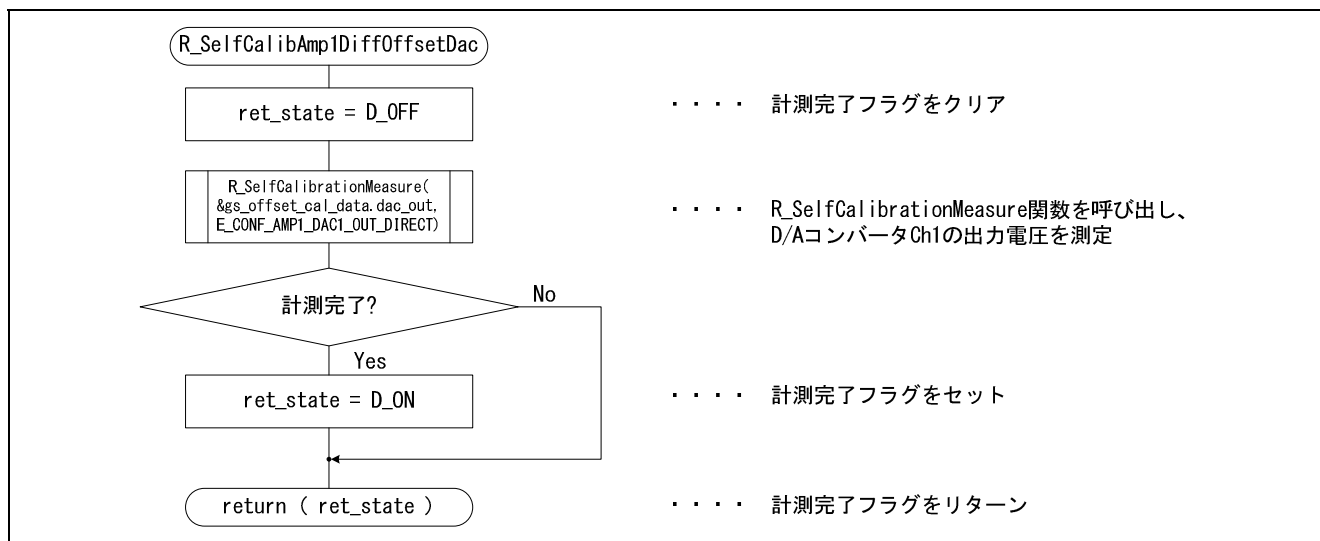 R_SelfCalibAmp1DiffOffsetDac
ret_state = D_OFF
・・・・ 計測完了フラグをクリア
R_SelfCalibrationMeasure(
&gs_offset_cal_data.dac_out,
E_CONF_AMP1_DAC1_OUT_DIRECT)
・・・・ R_SelfCalibrationMeasure関数を呼び出し、
D/AコンバータCh1の出力電圧を測定
計測完了?
No
Yes
ret_state = D_ON
・・・・ 計測完了フラグをセット
return ( ret_state )
・・・・ 計測完了フラグをリターン